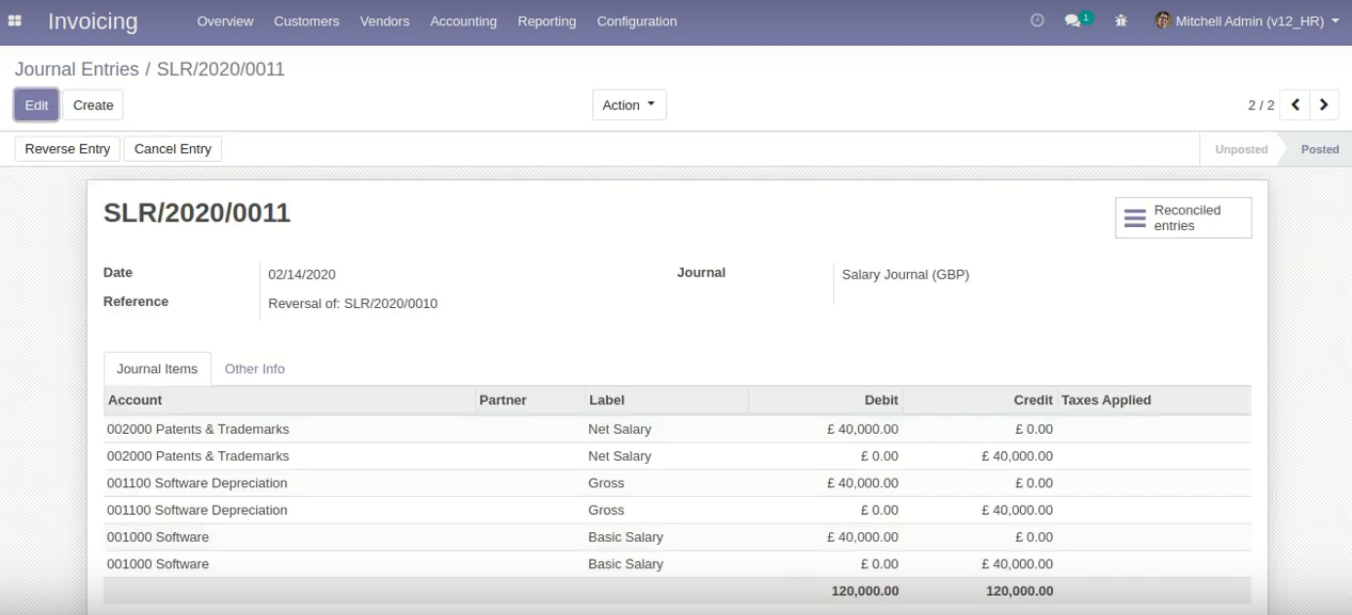 Invoicing Overview Customers Vendors Accounting Reporting Configuration 1 Mitchell Admin (v12_HR)
Journal Entries / SLR/2020/0011
Edit Create Action 2 / 2
Reverse Entry Cancel Entry Unposted Posted
SLR/2020/0011
Reconciled
entries
Date 02/14/2020 Journal Salary Journal (GBP)
Reference Reversal of: SLR/2020/0010
Journal Items Other Info
Account Partner Label Debit Credit Taxes Applied
002000 Patents & Trademarks Net Salary £ 40,000.00 £ 0.00
002000 Patents & Trademarks Net Salary £ 0.00 £ 40,000.00
001100 Software Depreciation Gross £ 40,000.00 £ 0.00
001100 Software Depreciation Gross £ 0.00 £ 40,000.00
001000 Software Basic Salary £ 40,000.00 £ 0.00
001000 Software Basic Salary £ 0.00 £ 40,000.00
120,000.00 120,000.00